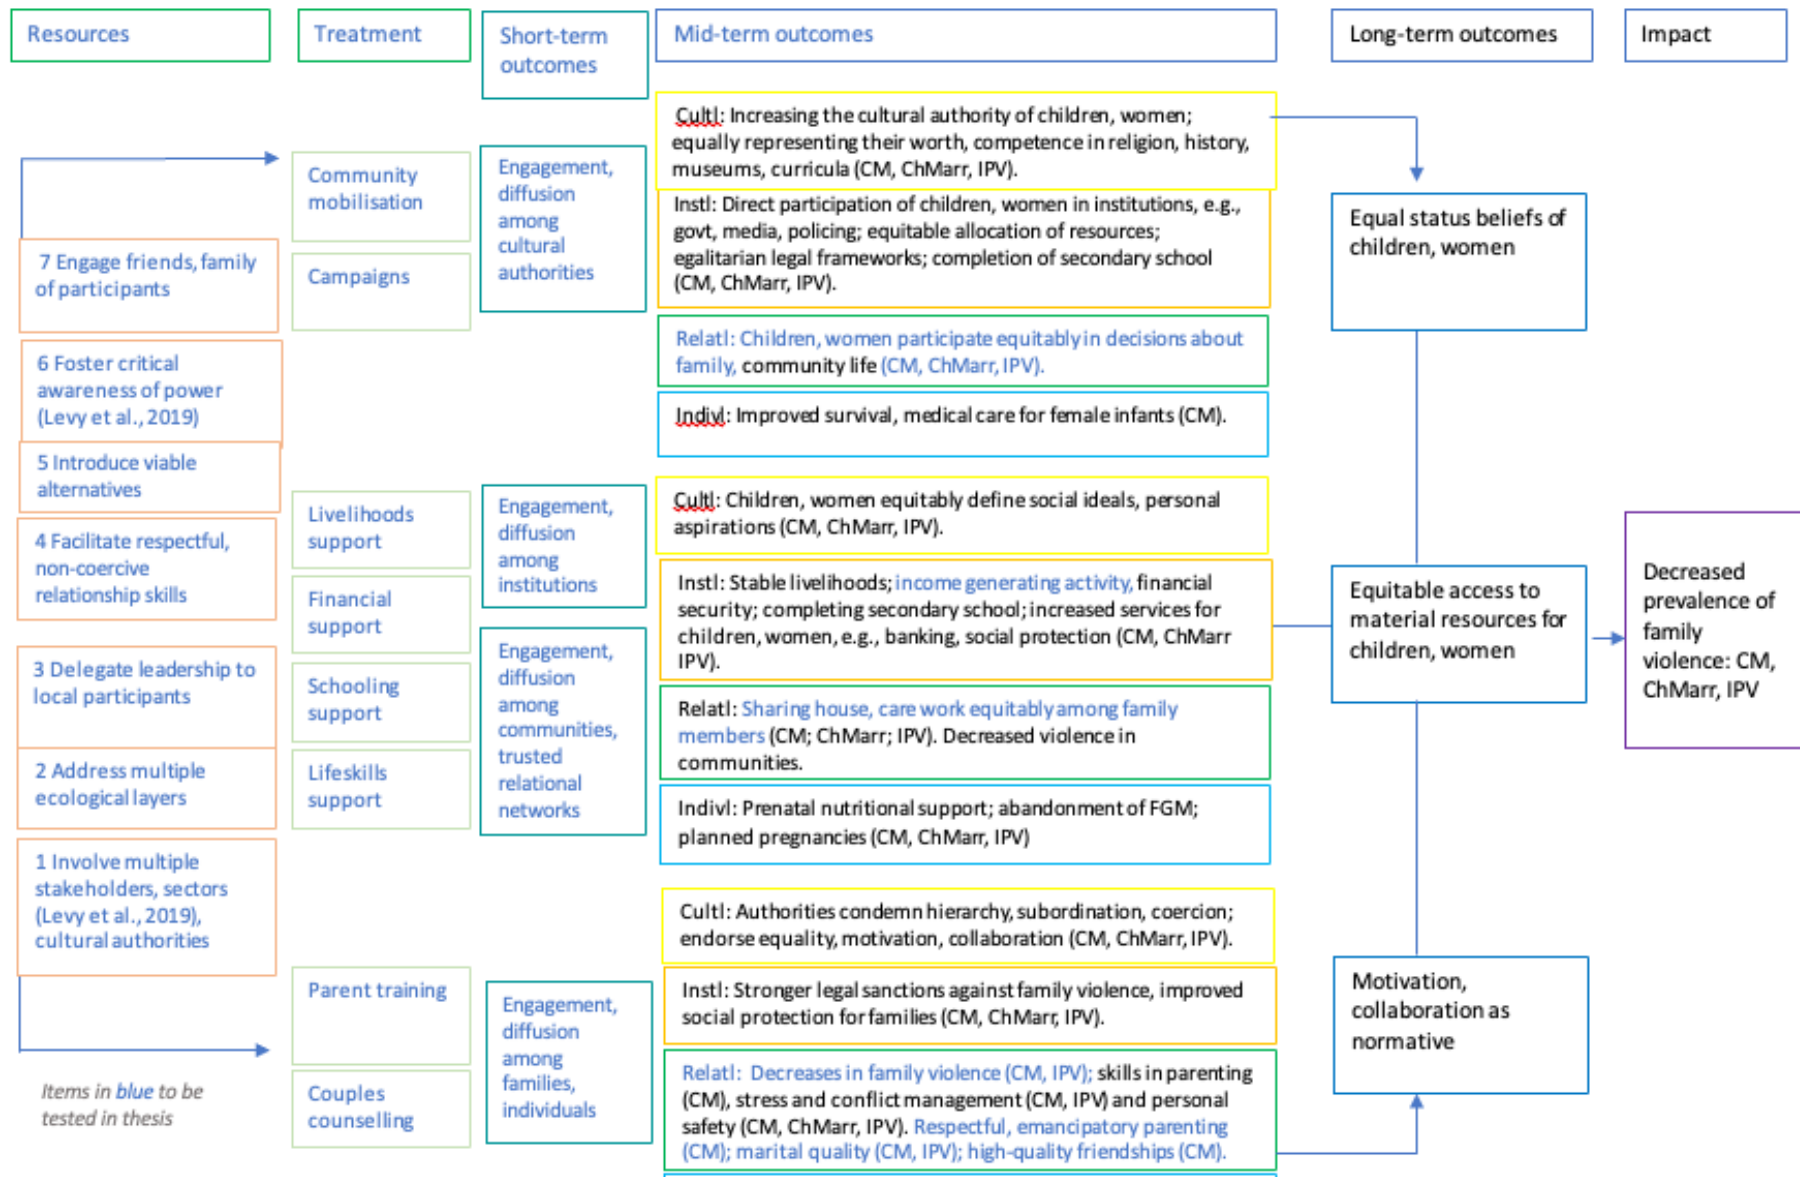 Resources
Treatment
Short-term
outcomes
Mid-term outcomes
Long-term outcomes
Impact
7 Engage friends, family
of participants
6 Foster critical
awareness of power
(Levy et al., 2019)
5 Introduce viable
alternatives
4 Facilitate respectful,
non-coercive
relationship skills
3 Delegate leadership to
local participants
2 Address multiple
ecological layers
1 Involve multiple
stakeholders, sectors
(Levy et al., 2019),
cultural authorities
Items in blue to be
tested in thesis
Community
mobilisation
Campaigns
Livelihoods
support
Financial
support
Schooling
support
Lifeskills
support
Parent training
Couples
counselling
Engagement,
diffusion
among
cultural
authorities
Engagement,
diffusion
among
institutions
Engagement,
diffusion
among
communities,
trusted
relational
networks
Engagement,
diffusion
among
families,
individuals
Cultl: Increasing the cultural authority of children, women;
equally representing their worth, competence in religion, history,
museums, curricula (CM, ChMarr, IPV).
Instl: Direct participation of children, women in institutions, e.g.,
govt, media, policing; equitable allocation of resources;
egalitarian legal frameworks; completion of secondary school
(CM, ChMarr, IPV).
Relatl: Children, women participate equitably in decisions about
family, community life (CM, ChMarr, IPV).
Indivl: Improved survival, medical care for female infants (CM).
Cultl: Children, women equitably define social ideals, personal
aspirations (CM, ChMarr, IPV).
Instl: Stable livelihoods; income generating activity, financial
security; completing secondary school; increased services for
children, women, e.g., banking, social protection (CM, ChMarr
IPV).
Relatl: Sharing house, care work equitably among family
members (CM; ChMarr; IPV). Decreased violence in
communities.
Indivl: Prenatal nutritional support; abandonment of FGM;
planned pregnancies (CM, ChMarr, IPV)
Cultl: Authorities condemn hierarchy, subordination, coercion;
endorse equality, motivation, collaboration (CM, ChMarr, IPV).
Instl: Stronger legal sanctions against family violence, improved
social protection for families (CM, ChMarr, IPV).
Relatl: Decreases in family violence (CM, IPV); skills in parenting
(CM), stress and conflict management (CM, IPV) and personal
safety (CM, ChMarr, IPV). Respectful, emancipatory parenting
(CM); marital quality (CM, IPV); high-quality friendships (CM).
Equal status beliefs of
children, women
Equitable access to
material resources for
children, women
Motivation,
collaboration as
normative
Decreased
prevalence of
family
violence: CM,
ChMarr, IPV